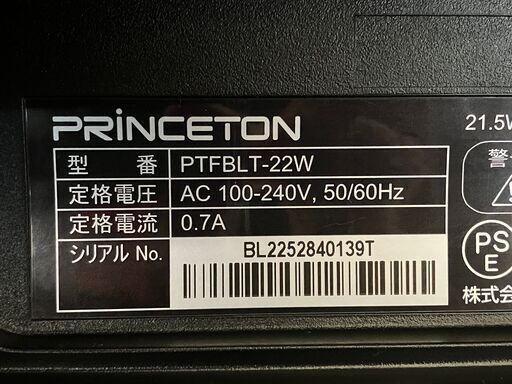 PRINCETON
21.5W
型番 PTFBLT-22W
定格電圧 AC 100-240V, 50/60Hz
定格電流 0.7A
シリアル No. BL2252840139T
警
PS
E
株式会